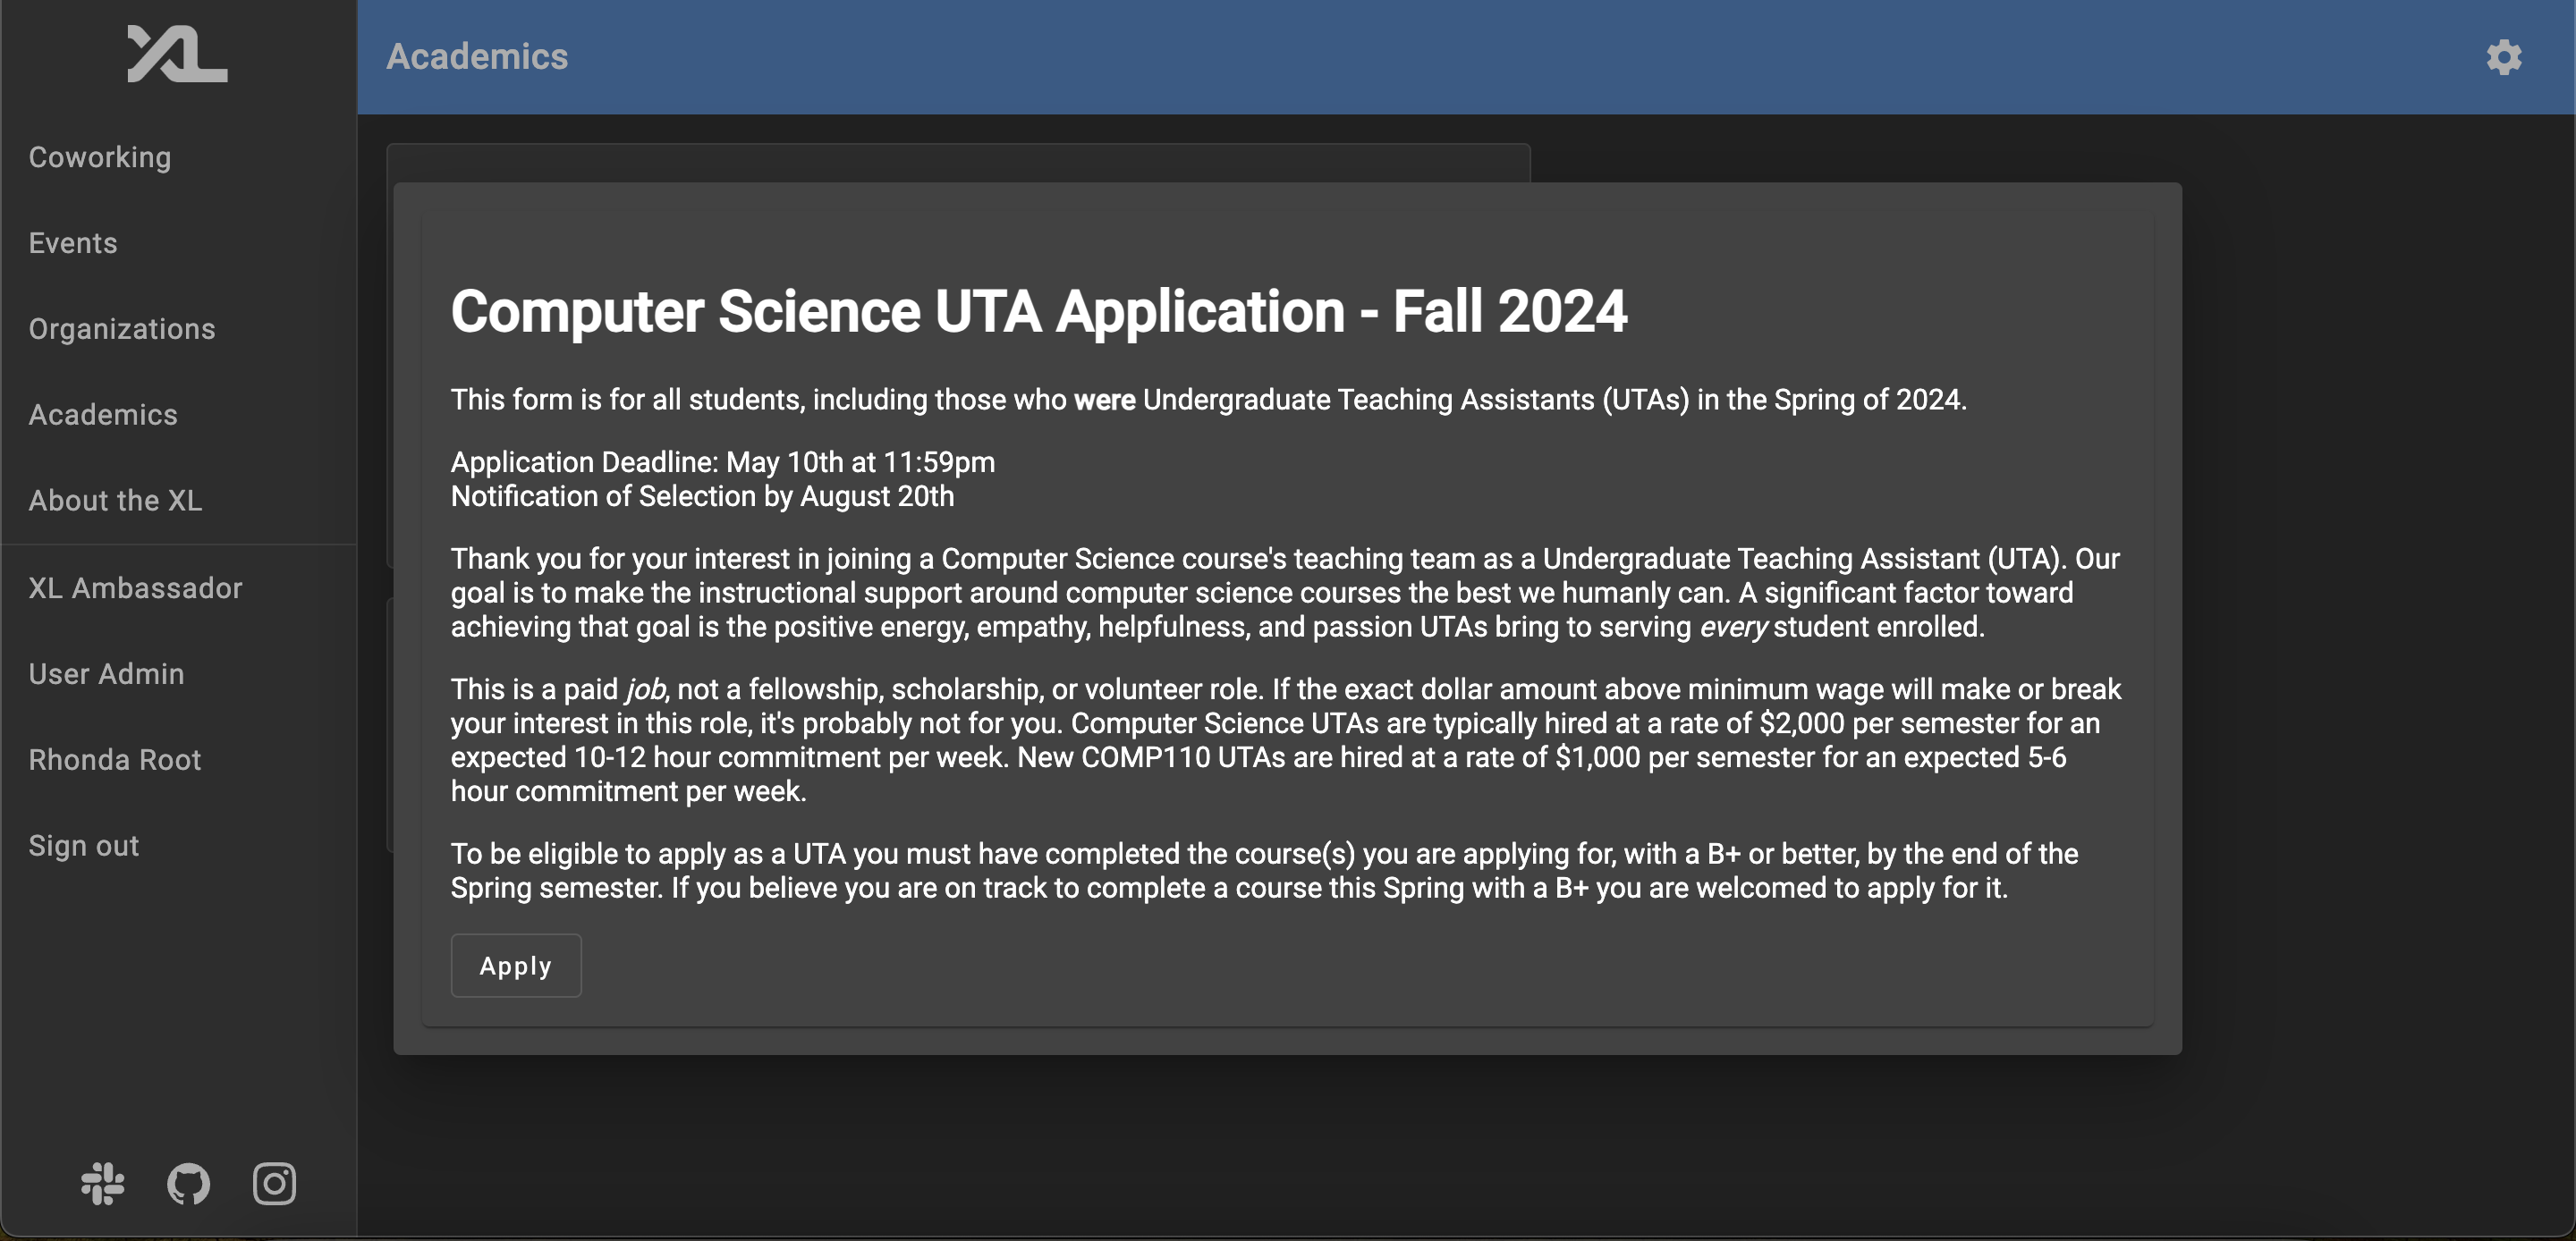 XL
Academics
Coworking
Events
Organizations
Academics
About the XL
XL Ambassador
User Admin
Rhonda Root
Sign out
Computer Science UTA Application - Fall 2024
This form is for all students, including those who were Undergraduate Teaching Assistants (UTAs) in the Spring of 2024.
Application Deadline: May 10th at 11:59pm
Notification of Selection by August 20th
Thank you for your interest in joining a Computer Science course's teaching team as a Undergraduate Teaching Assistant (UTA). Our
goal is to make the instructional support around computer science courses the best we humanly can. A significant factor toward
achieving that goal is the positive energy, empathy, helpfulness, and passion UTAs bring to serving every student enrolled.
This is a paid job, not a fellowship, scholarship, or volunteer role. If the exact dollar amount above minimum wage will make or break
your interest in this role, it's probably not for you. Computer Science UTAs are typically hired at a rate of $2,000 per semester for an
expected 10-12 hour commitment per week. New COMP110 UTAs are hired at a rate of $1,000 per semester for an expected 5-6
hour commitment per week.
To be eligible to apply as a UTA you must have completed the course(s) you are applying for, with a B+ or better, by the end of the
Spring semester. If you believe you are on track to complete a course this Spring with a B+ you are welcomed to apply for it.
Apply